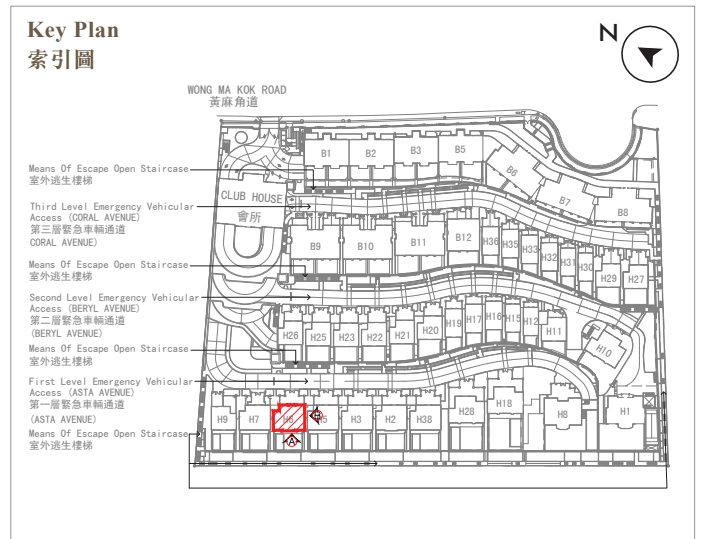 Key Plan
索引圖
N
WONG MA KOK ROAD
黃麻角道
B1 B2 B3 B5
B6
B7
B8
Means Of Escape Open Staircase
室外逃生樓梯
CLUB HOUSE
會所
Third Level Emergency Vehicular
Access (CORAL AVENUE)
第三層緊急車輛通道
CORAL AVENUE)
B9 B10 B11 B12 H36 H35 H33 H32 H31 H30 H29 H27
Means Of Escape Open Staircase
室外逃生樓梯
Second Level Emergency Vehicular
Access (BERYL AVENUE)
第二層緊急車輛通道
(BERYL AVENUE)
H26 H25 H23 H22 H21 H20 H19 H17 H16 H15 H12 H11
H10
Means Of Escape Open Staircase
室外逃生樓梯
First Level Emergency Vehicular
Access (ASTA AVENUE)
第一層緊急車輛通道
(ASTA AVENUE)
H9 H7 H6 H5 H3 H2 H38 H28 H18 H8 H1
B
A
Means Of Escape Open Staircase
室外逃生樓梯